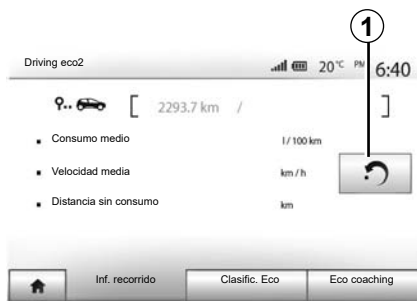 1
Driving eco2 20°C PM 6:40
[ 2293.7 km / ]
Consumo medio l / 100 km
Velocidad media km / h
Distancia sin consumo km
Inf. recorrido Clasific. Eco Eco coaching